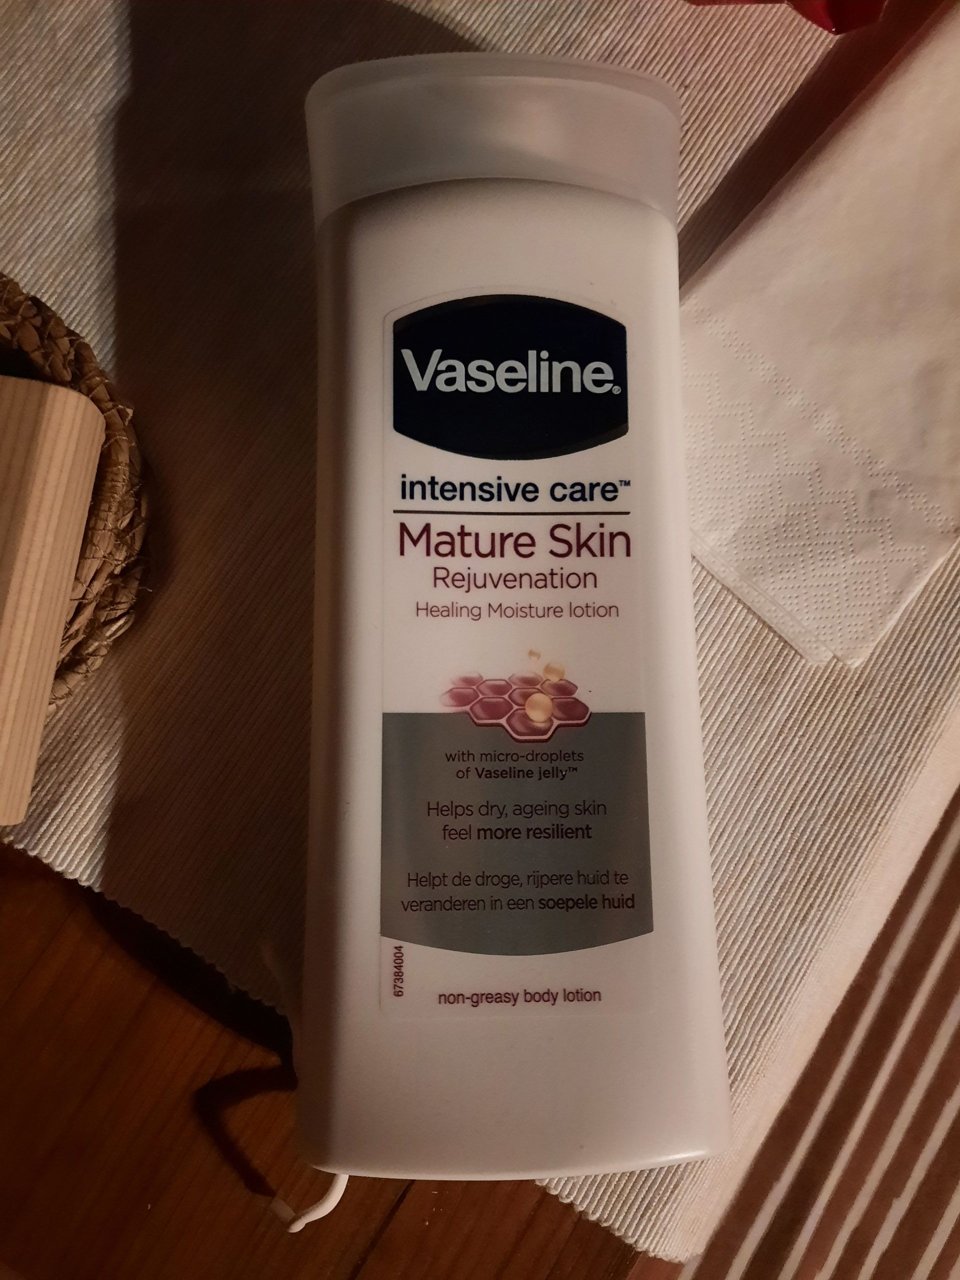 Vaseline®
intensive care™
Mature Skin
Rejuvenation
Healing Moisture lotion
with micro-droplets
of Vaseline jelly™
Helps dry, ageing skin
feel more resilient
Helpt de droge, rijpere huid te
veranderen in een soepele huid
67384004
non-greasy body lotion